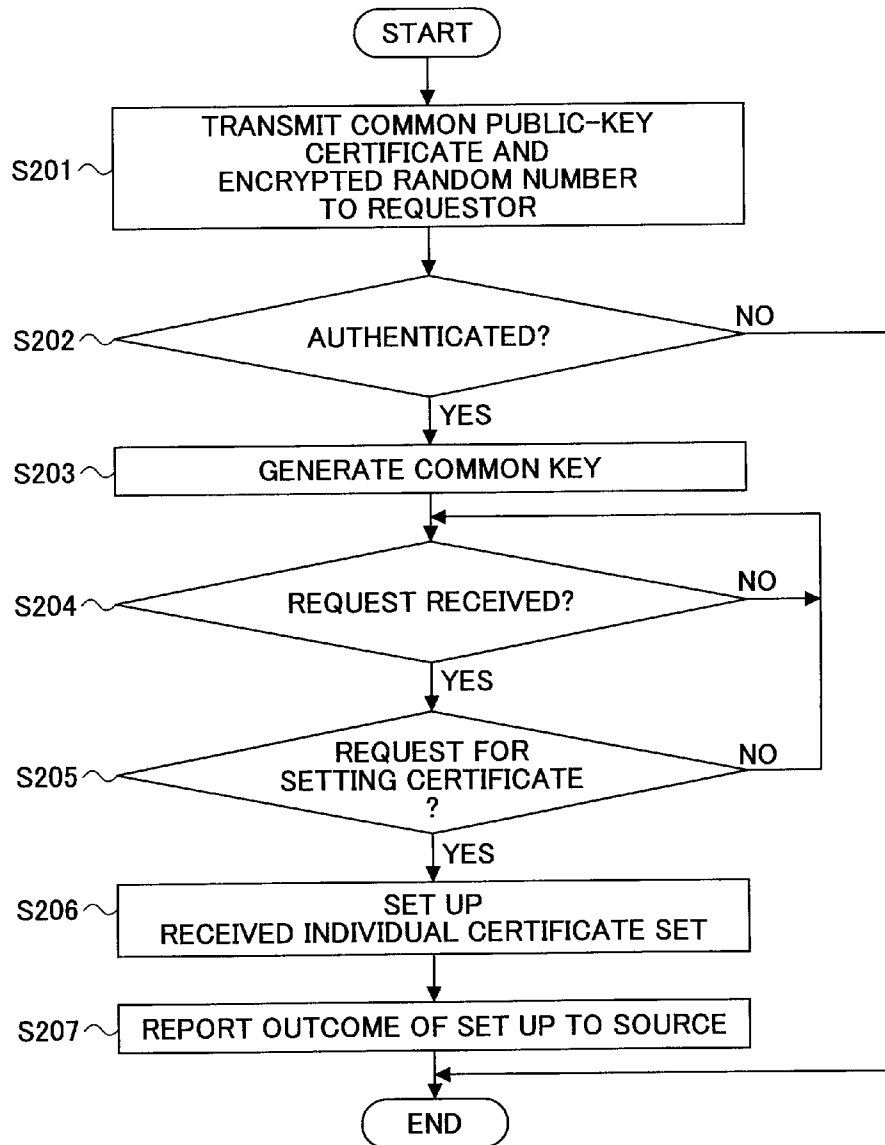 START
S201
TRANSMIT COMMON PUBLIC-KEY
CERTIFICATE AND
ENCRYPTED RANDOM NUMBER
TO REQUESTOR
S202
AUTHENTICATED?
NO
YES
S203
GENERATE COMMON KEY
S204
REQUEST RECEIVED?
NO
YES
S205
REQUEST FOR
SETTING CERTIFICATE
?
NO
YES
S206
SET UP
RECEIVED INDIVIDUAL CERTIFICATE SET
S207
REPORT OUTCOME OF SET UP TO SOURCE
END